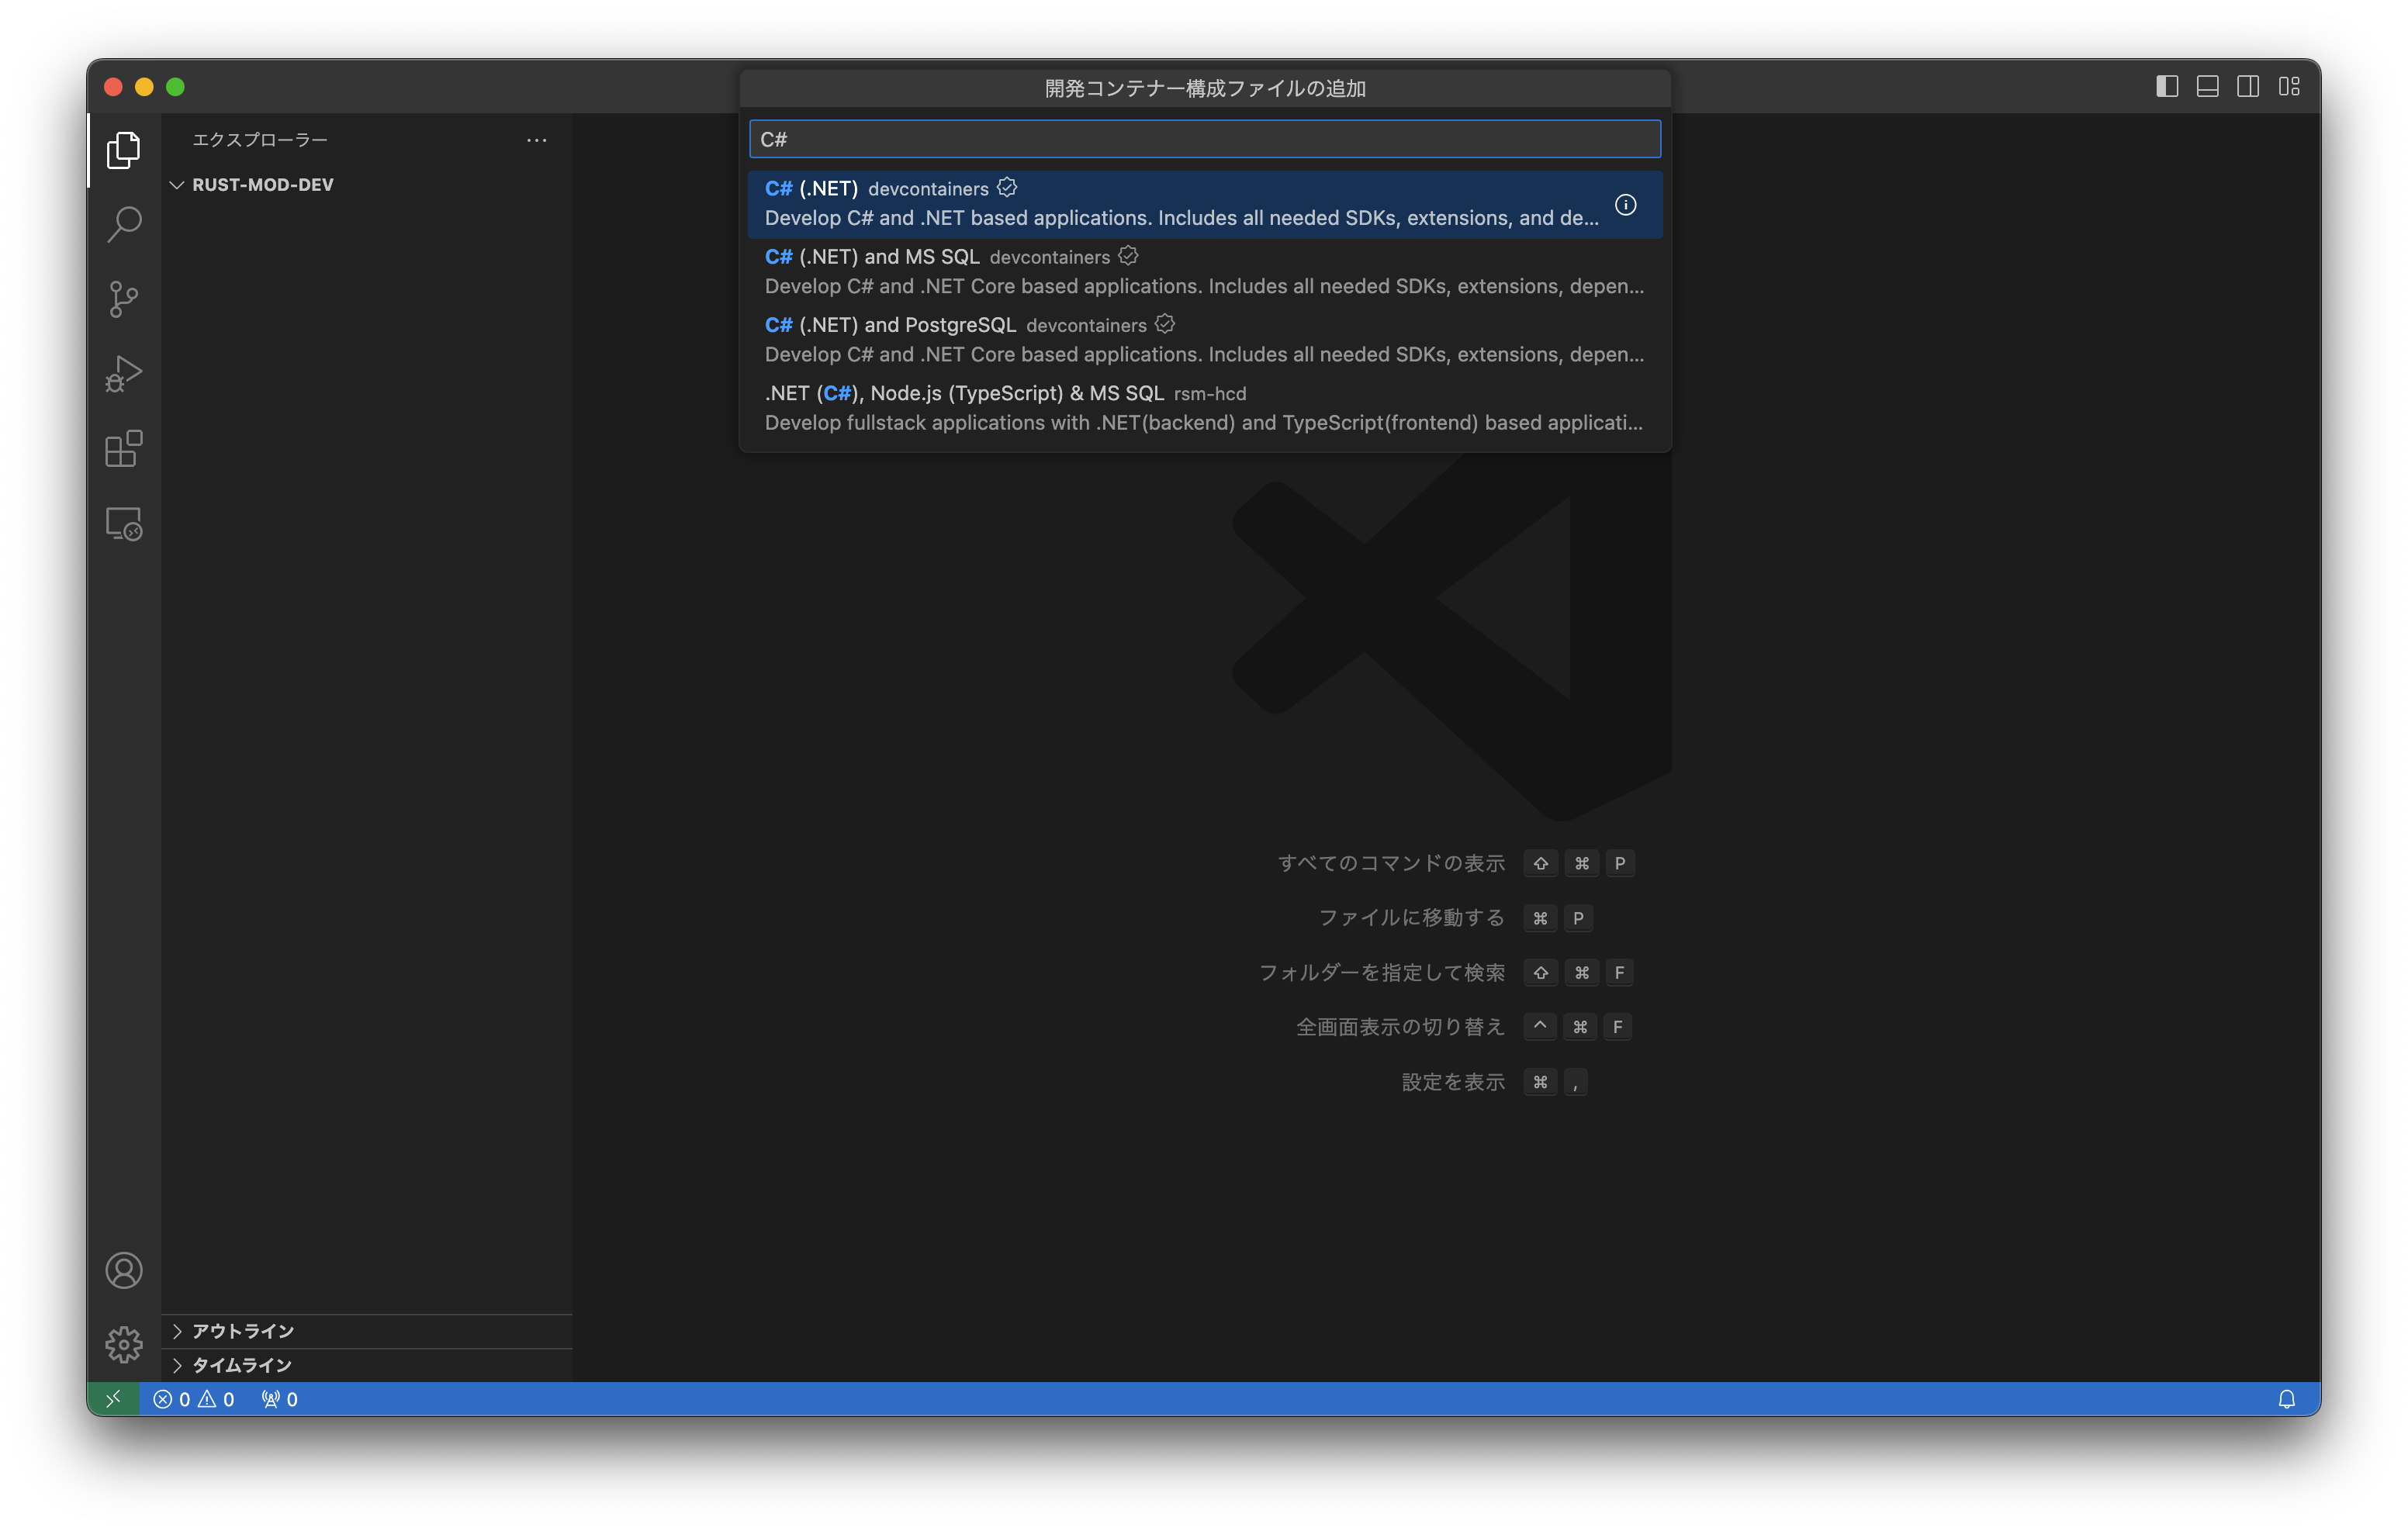 開発コンテナー構成ファイルの追加
C#
C# (.NET) devcontainers
Develop C# and .NET based applications. Includes all needed SDKs, extensions, and de...
C# (.NET) and MS SQL devcontainers
Develop C# and .NET Core based applications. Includes all needed SDKs, extensions, depen...
C# (.NET) and PostgreSQL devcontainers
Develop C# and .NET Core based applications. Includes all needed SDKs, extensions, depen...
.NET (C#), Node.js (TypeScript) & MS SQL rsm-hcd
Develop fullstack applications with .NET(backend) and TypeScript(frontend) based applicati...
エクスプローラー ...
RUST-MOD-DEV
すべてのコマンドの表示 ⇧ ⌘ P
ファイルに移動する ⌘ P
フォルダーを指定して検索 ⇧ ⌘ F
全画面表示の切り替え ^ ⌘ F
設定を表示 ⌘ ,
アウトライン
タイムライン
0 0 0